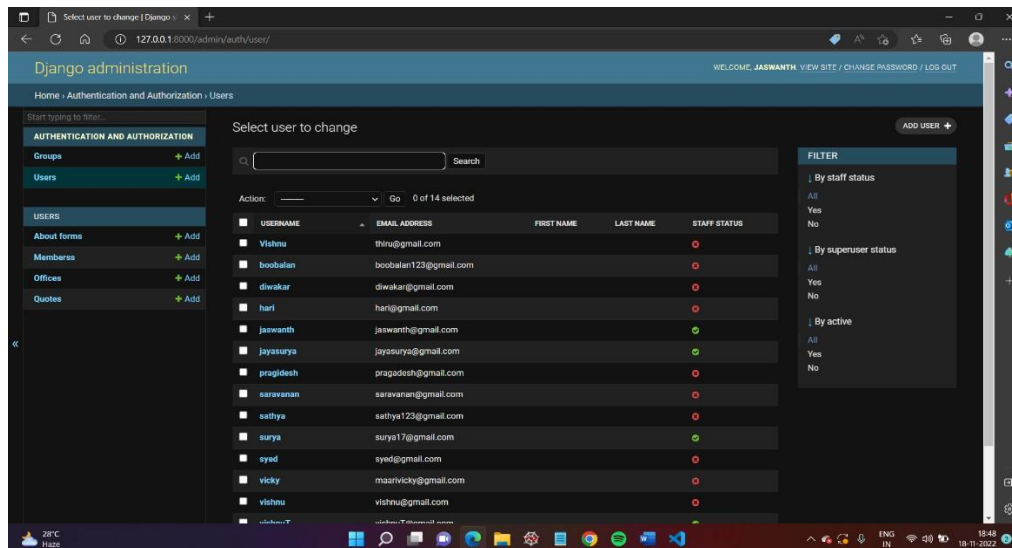 Select user to change | Django s
127.0.0.1:8000/admin/auth/user/
Django administration
WELCOME, JASWANTH. VIEW SITE / CHANGE PASSWORD / LOG OUT
Home › Authentication and Authorization › Users
Start typing to filter...
AUTHENTICATION AND AUTHORIZATION
Groups + Add
Users + Add
USERS
About forms + Add
Memberss + Add
Offices + Add
Quotes + Add
«
Select user to change
ADD USER +
Search
Action: Go 0 of 14 selected
USERNAME EMAIL ADDRESS FIRST NAME LAST NAME STAFF STATUS
Vishnu thiru@gmail.com
boobalan boobalan123@gmail.com
diwakar diwakar@gmail.com
hari hari@gmail.com
jaswanth jaswanth@gmail.com
jayasurya jayasurya@gmail.com
pragidesh pragadesh@gmail.com
saravanan saravanan@gmail.com
sathya sathya123@gmail.com
surya surya17@gmail.com
syed syed@gmail.com
vicky maarivicky@gmail.com
vishnu vishnu@gmail.com
vishnuT vishnuT@gmail.com
FILTER
↓ By staff status
All
Yes
No
↓ By superuser status
All
Yes
No
↓ By active
All
Yes
No
28°C
Haze
ENG
IN
18:48
18-11-2022